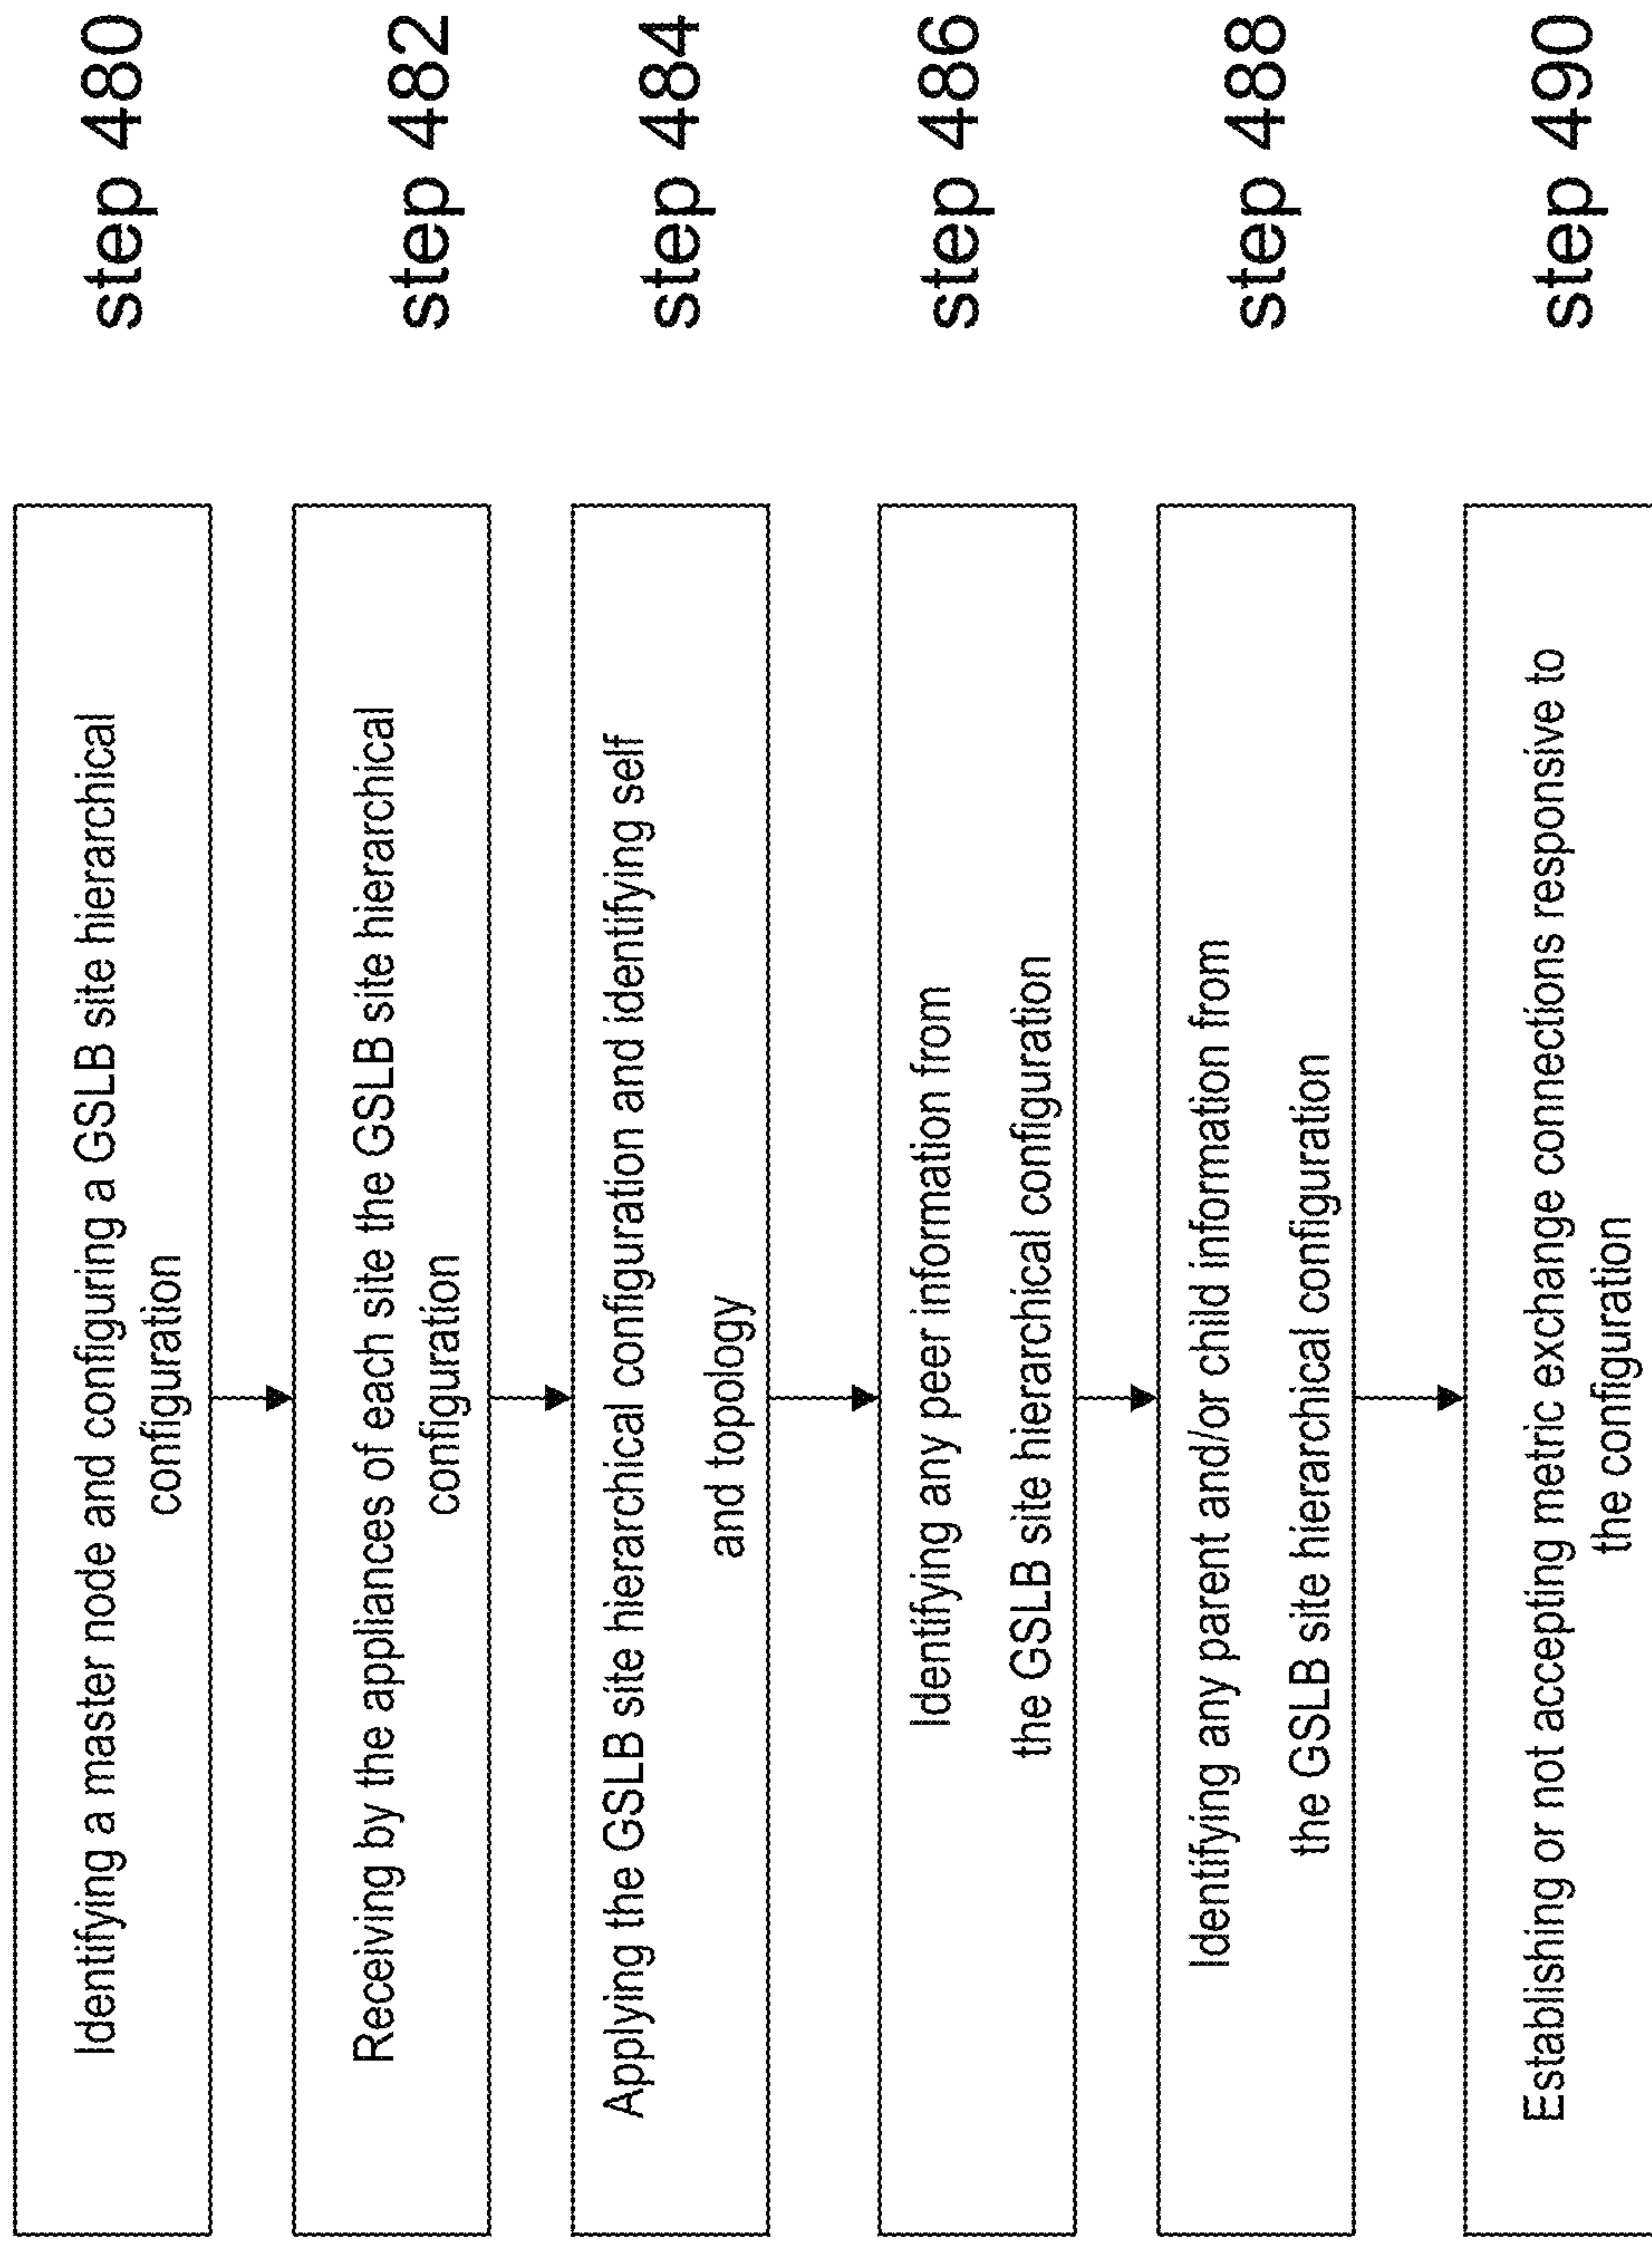 Identifying a master node and configuring a GSLB site hierarchical
configuration
step 480
Receiving by the appliances of each site the GSLB site hierarchical
configuration
step 482
Applying the GSLB site hierarchical configuration and identifying self
and topology
step 484
Identifying any peer information from
the GSLB site hierarchical configuration
step 486
Identifying any parent and/or child information from
the GSLB site hierarchical configuration
step 488
Establishing or not accepting metric exchange connections responsive to
the configuration
step 490